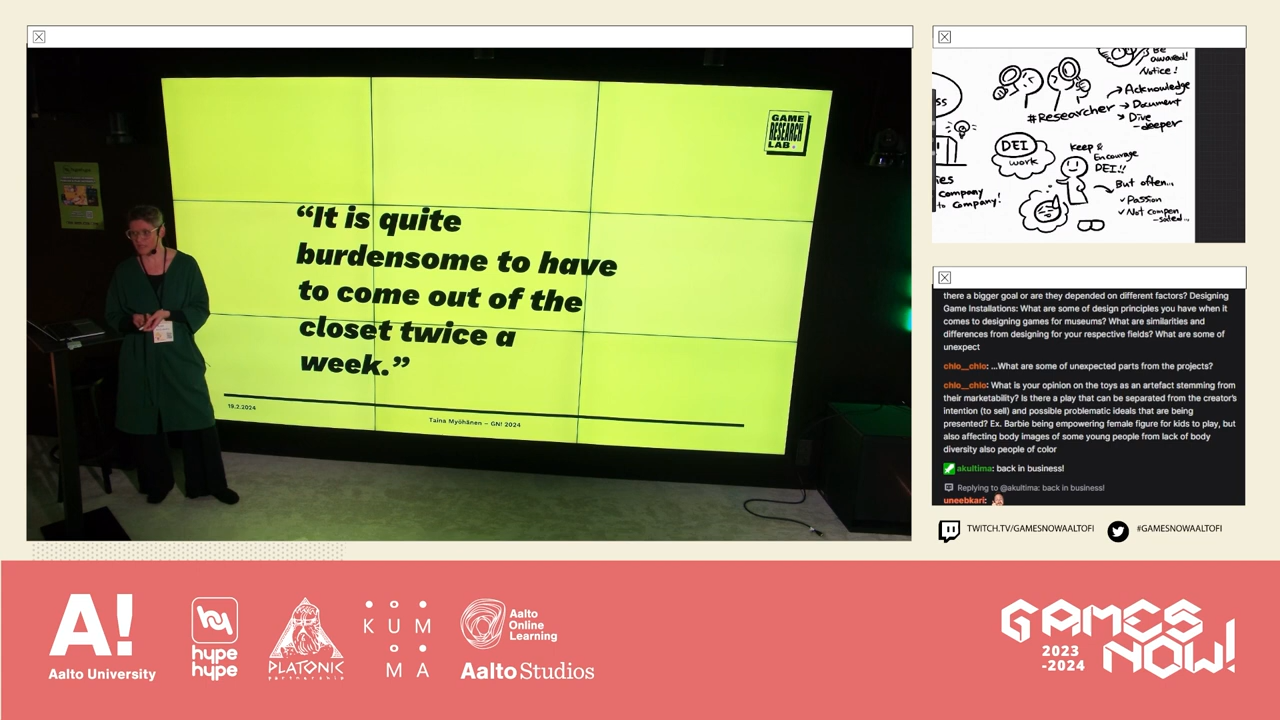 GAME
RESEARCH
LAB
“It is quite
burdensome to have
to come out of the
closet twice a
week.”
19.2.2024
Taina Myöhänen – GN! 2024
Be
awared!
Notice!
#Researcher
→ Acknowledge
→ Document
→ Dive
-deeper
ss
DEI
work
Keep &
Encourage
DEI!!
But often...
✓ Passion
✓ Not compen
-sated...
ies
company
to company!
there a bigger goal or are they depended on different factors? Designing
Game Installations: What are some of design principles you have when it
comes to designing games for museums? What are similarities and
differences from designing for your respective fields? What are some of
unexpect
chlo__chlo: ...What are some of unexpected parts from the projects?
chlo__chlo: What is your opinion on the toys as an artefact stemming from
their marketability? Is there a play that can be separated from the creator's
intention (to sell) and possible problematic ideals that are being
presented? Ex. Barbie being empowering female figure for kids to play, but
also affecting body images of some young people from lack of body
diversity also people of color
akultima: back in business!
Replying to @akultima: back in business!
uneebkari:
TWITCH.TV/GAMESNOWAALTOFI
#GAMESNOWAALTOFI
A!
Aalto University
hype
hype
PLATONIC
partnership
KUM
MA
Aalto
Online
Learning
Aalto Studios
GAMES
NOW!
2023
-2024